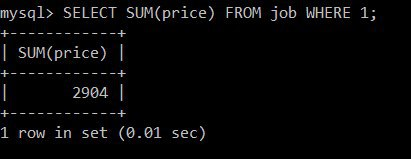 mysql> SELECT SUM(price) FROM job WHERE 1;
+------------+
| SUM(price) |
+------------+
|       2904 |
+------------+
1 row in set (0.01 sec)